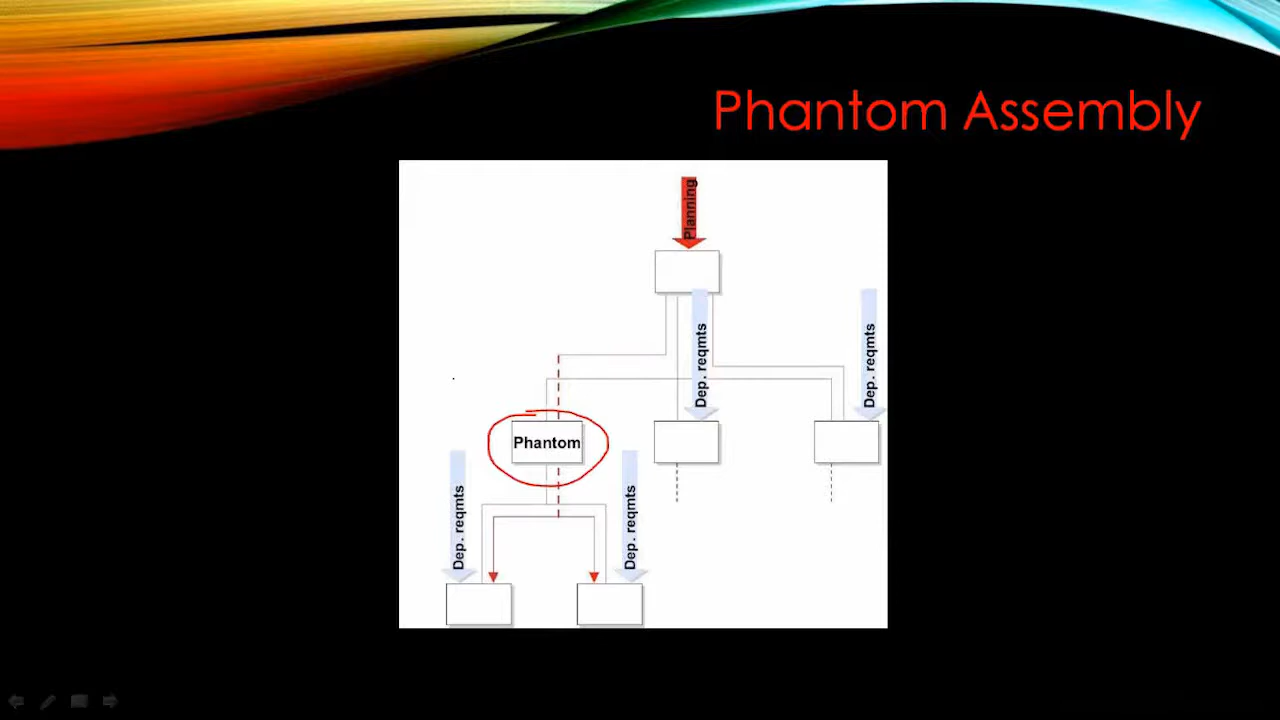 Phantom Assembly
Planning
Dep. reqmts
Dep. reqmts
Phantom
Dep. reqmts
Dep. reqmts